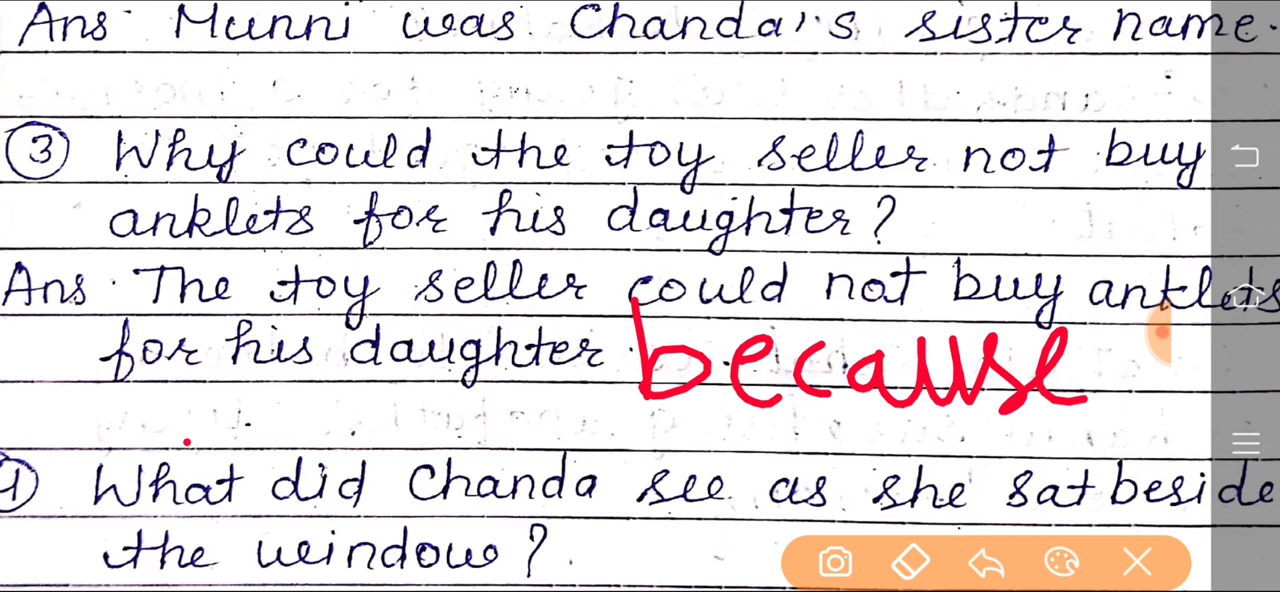 Ans Munni was Chanda's sister name.
③ Why could the toy seller not buy
anklets for his daughter?
Ans. The toy seller could not buy anklets
for his daughter because
What did Chanda see as she sat beside
the window?